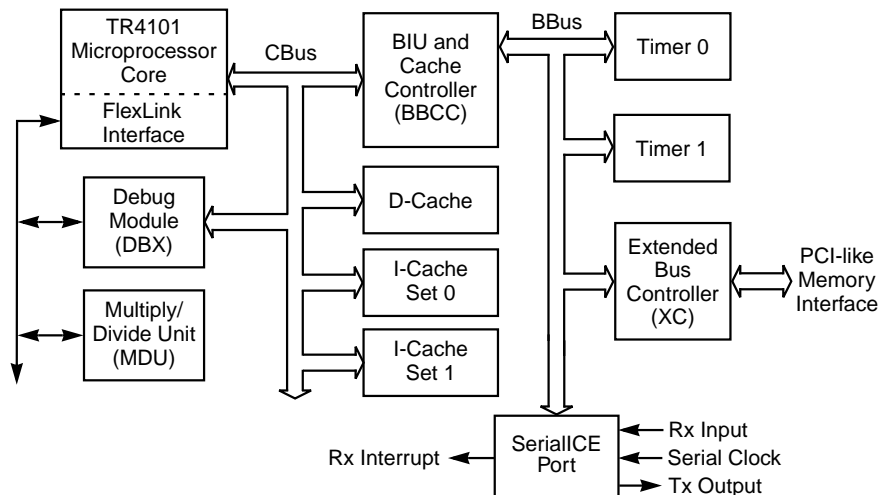 TR4101
Microprocessor
Core
FlexLink
Interface
CBus
BIU and
Cache
Controller
(BBCC)
BBus
Timer 0
Timer 1
Debug
Module
(DBX)
D-Cache
Extended
Bus
Controller
(XC)
PCI-like
Memory
Interface
I-Cache
Set 0
Multiply/
Divide Unit
(MDU)
I-Cache
Set 1
Rx Interrupt
SerialICE
Port
Rx Input
Serial Clock
Tx Output